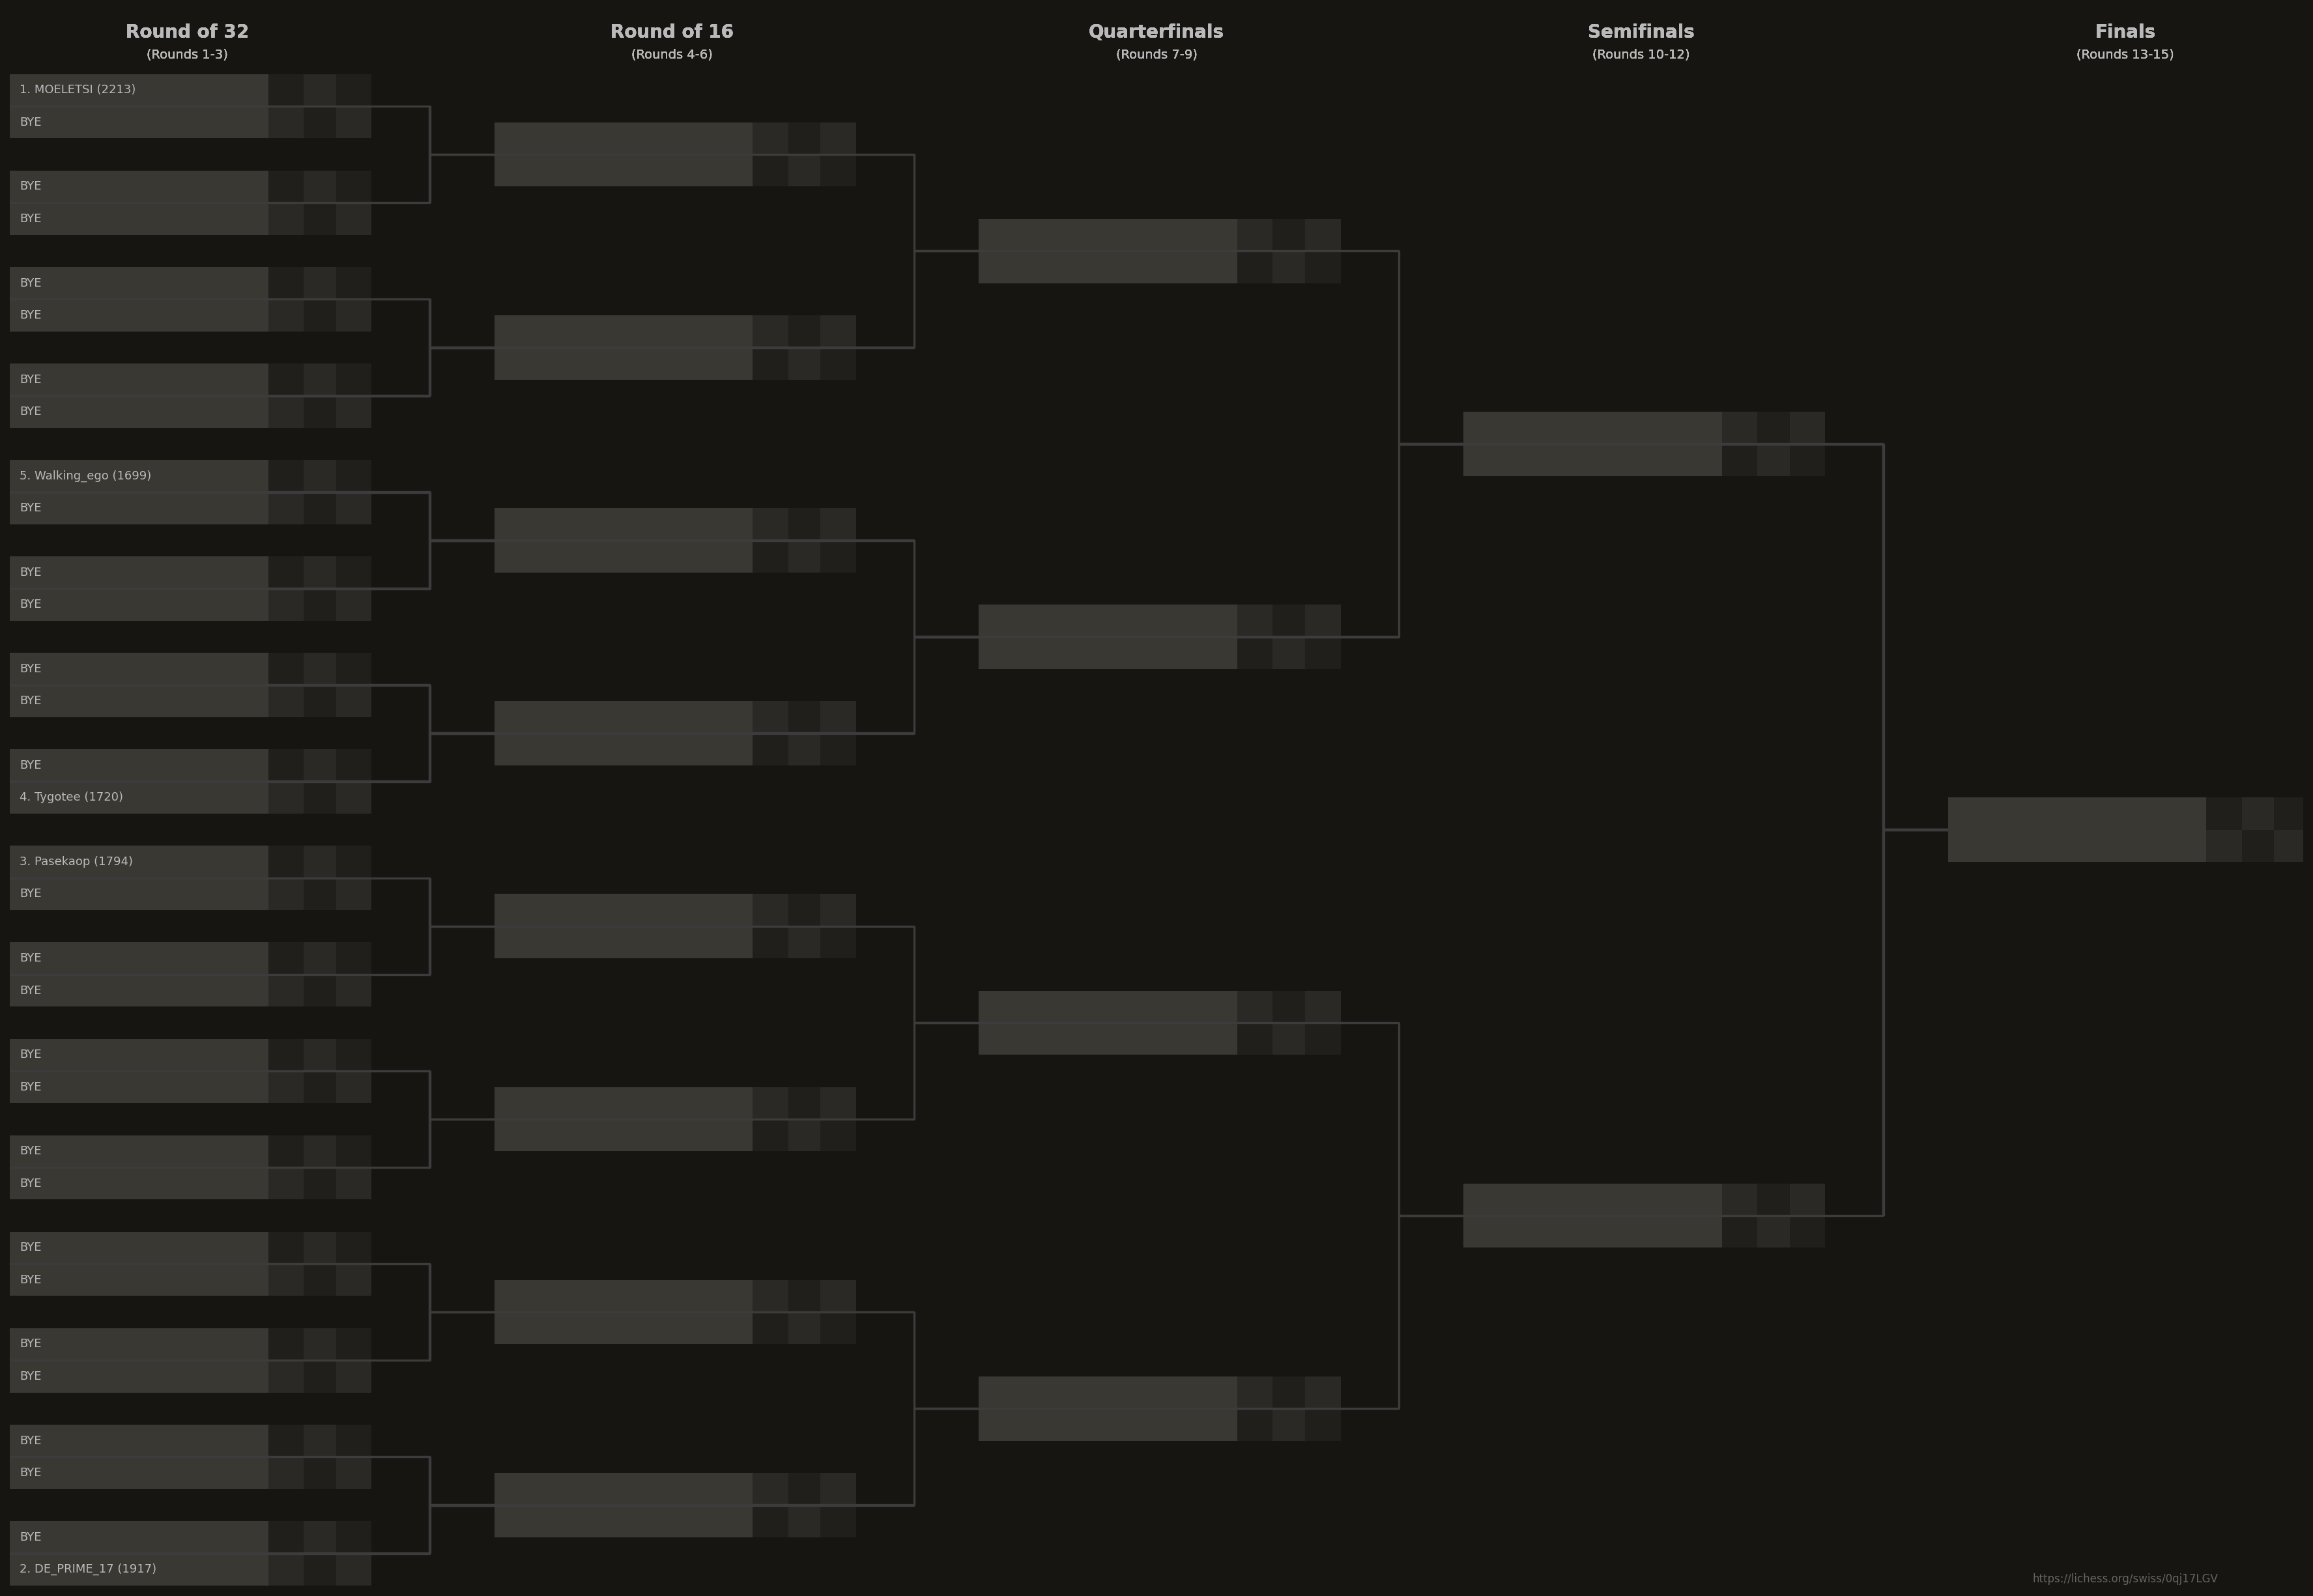 Round of 32
(Rounds 1-3)
Round of 16
(Rounds 4-6)
Quarterfinals
(Rounds 7-9)
Semifinals
(Rounds 10-12)
Finals
(Rounds 13-15)
1. MOELETSI (2213)
BYE
BYE
BYE
BYE
BYE
BYE
BYE
5. Walking_ego (1699)
BYE
BYE
BYE
BYE
BYE
BYE
4. Tygotee (1720)
3. Pasekaop (1794)
BYE
BYE
BYE
BYE
BYE
BYE
BYE
BYE
BYE
BYE
BYE
BYE
BYE
BYE
2. DE_PRIME_17 (1917)
https://lichess.org/swiss/0qj17LGV